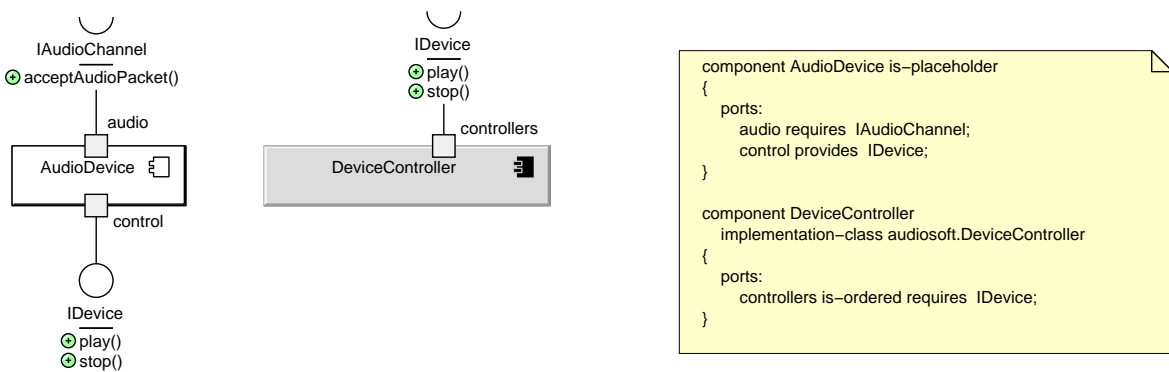 IAudioChannel
acceptAudioPacket()
audio
AudioDevice
control
IDevice
play()
stop()
IDevice
play()
stop()
controllers
DeviceController
component AudioDevice is−placeholder
{
ports:
audio requires IAudioChannel;
control provides IDevice;
}
component DeviceController
implementation−class audiosoft.DeviceController
{
ports:
controllers is−ordered requires IDevice;
}